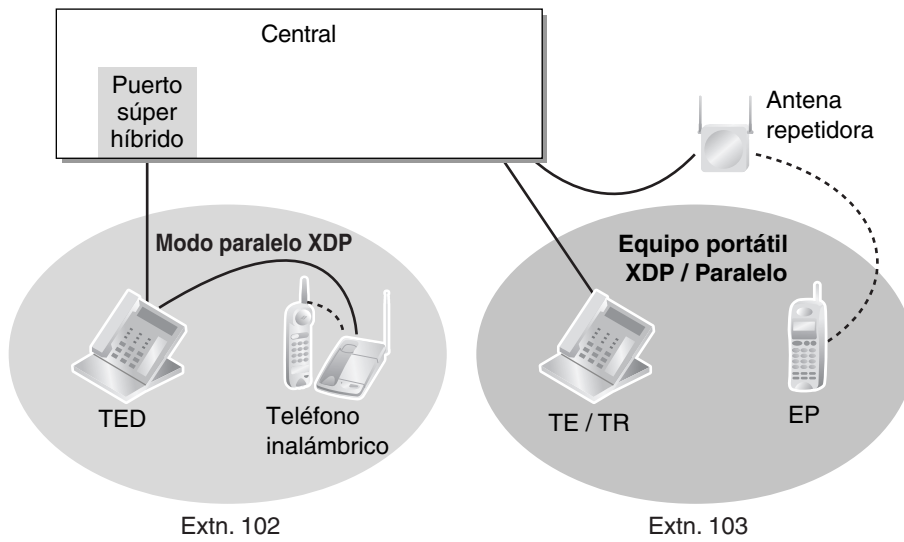 Central
Puerto
súper
híbrido
Antena
repetidora
Modo paralelo XDP
Equipo portátil
XDP / Paralelo
TED
Teléfono
inalámbrico
TE / TR
EP
Extn. 102
Extn. 103